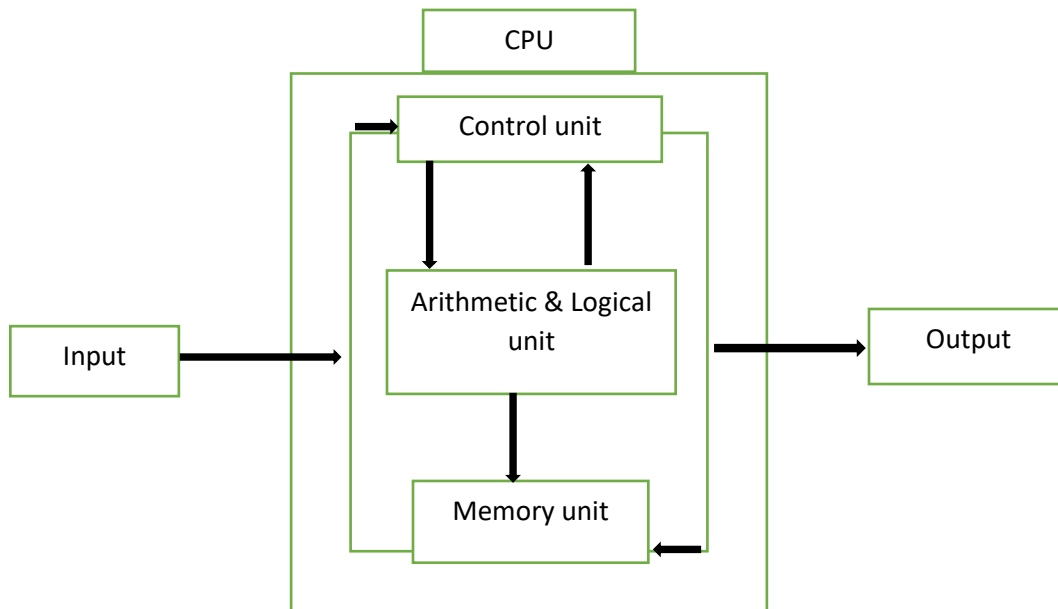 CPU
Control unit
Arithmetic & Logical
unit
Input
Output
Memory unit